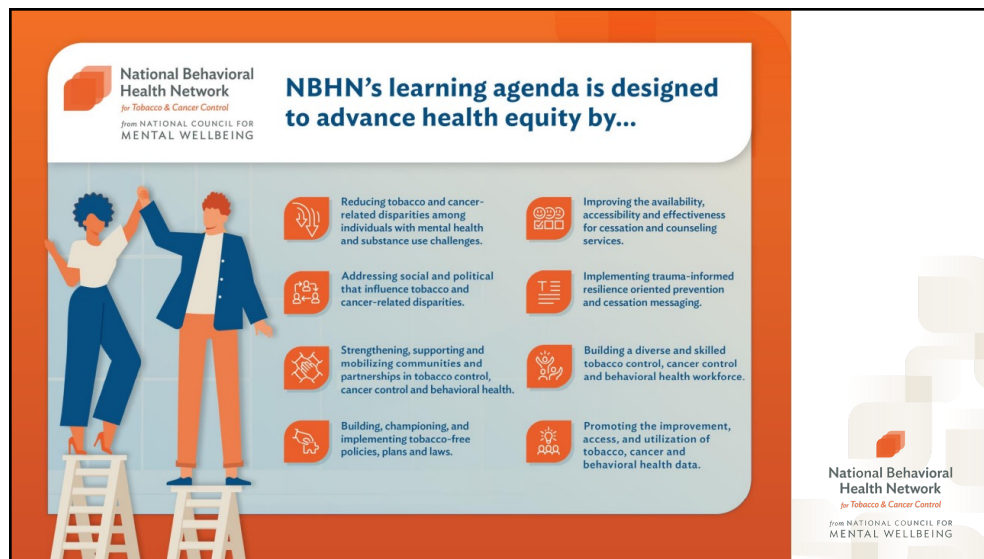 National Behavioral
Health Network
for Tobacco & Cancer Control
from NATIONAL COUNCIL FOR
MENTAL WELLBEING
NBHN's learning agenda is designed
to advance health equity by...
Reducing tobacco and cancer-
related disparities among
individuals with mental health
and substance use challenges.
Addressing social and political
that influence tobacco and
cancer-related disparities.
Strengthening, supporting and
mobilizing communities and
partnerships in tobacco control,
cancer control and behavioral health.
Building, championing, and
implementing tobacco-free
policies, plans and laws.
Improving the availability,
accessibility and effectiveness
for cessation and counseling
services.
Implementing trauma-informed
resilience oriented prevention
and cessation messaging.
Building a diverse and skilled
tobacco control, cancer control
and behavioral health workforce.
Promoting the improvement,
access, and utilization of
tobacco, cancer and
behavioral health data.
National Behavioral
Health Network
for Tobacco & Cancer Control
from NATIONAL COUNCIL FOR
MENTAL WELLBEING